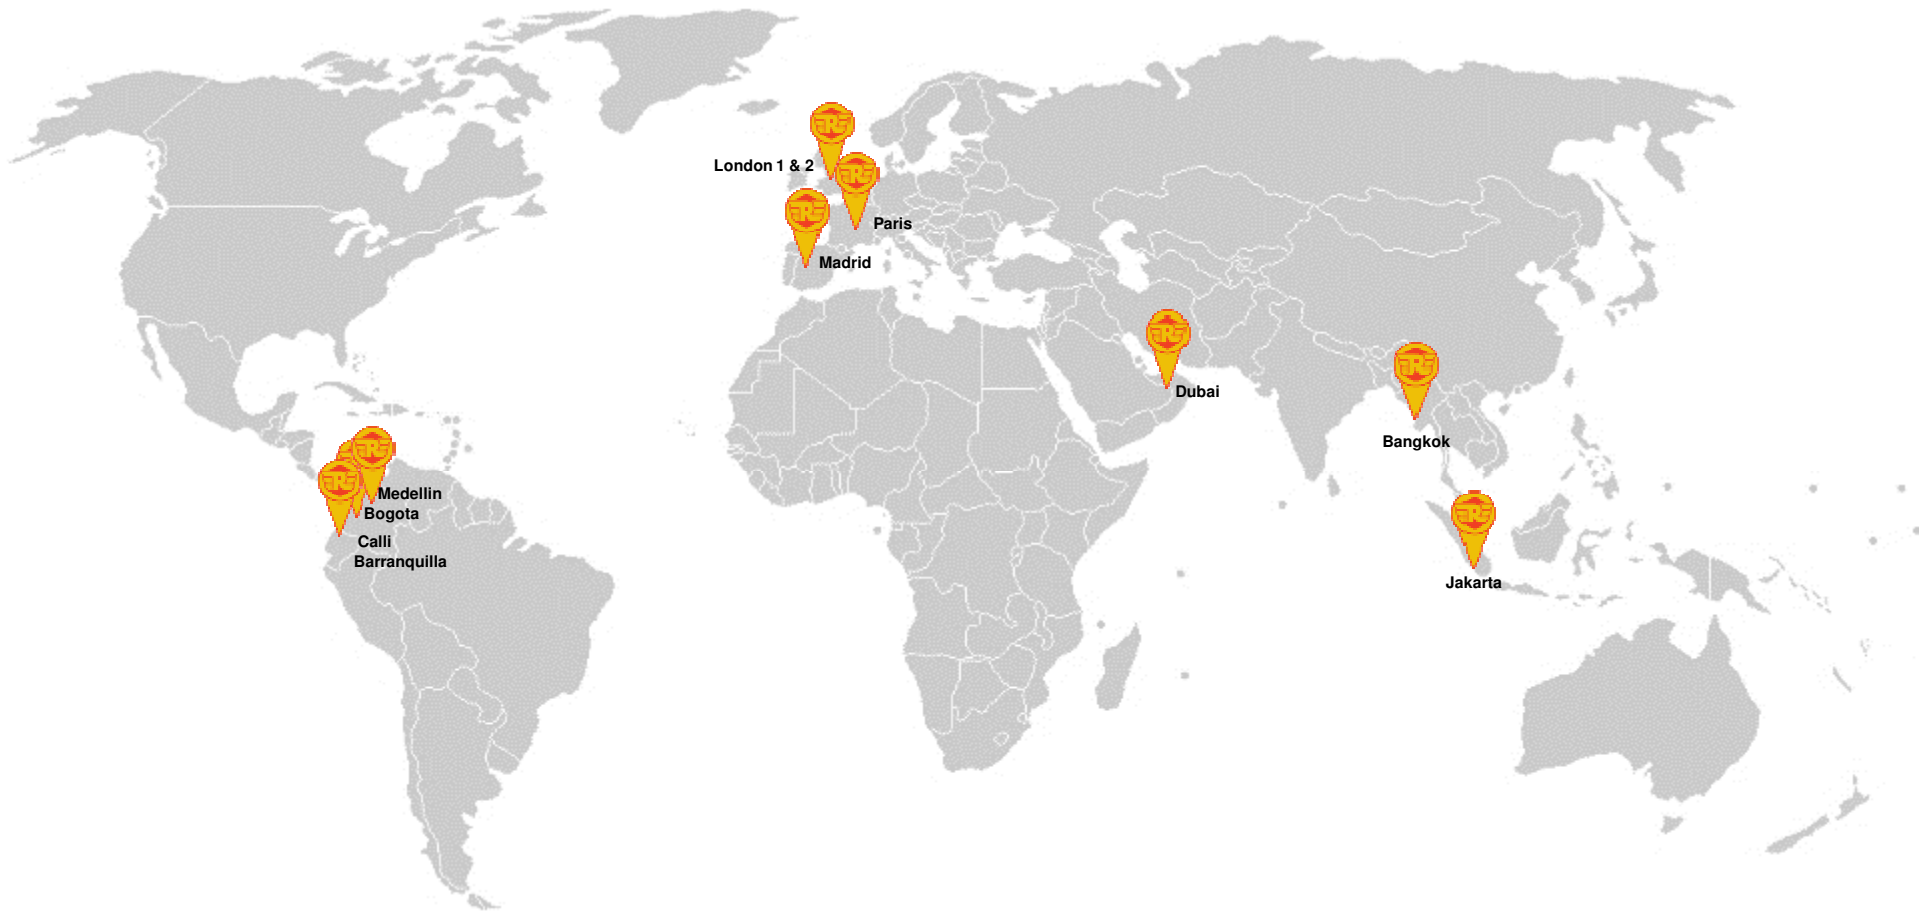 London 1 & 2
Paris
Madrid
Dubai
Bangkok
Medellin
Bogota
Calli
Barranquilla
Jakarta
R
R
R
R
R
R
R
R